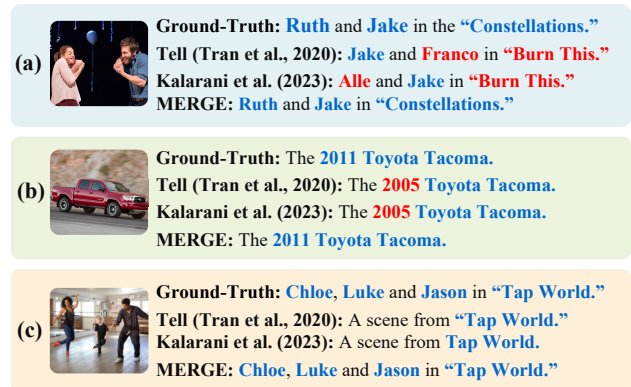 (a)
Ground-Truth: Ruth and Jake in the “Constellations.”
Tell (Tran et al., 2020): Jake and Franco in “Burn This.”
Kalarani et al. (2023): Alle and Jake in “Burn This.”
MERGE: Ruth and Jake in “Constellations.”
(b)
Ground-Truth: The 2011 Toyota Tacoma.
Tell (Tran et al., 2020): The 2005 Toyota Tacoma.
Kalarani et al. (2023): The 2005 Toyota Tacoma.
MERGE: The 2011 Toyota Tacoma.
(c)
Ground-Truth: Chloe, Luke and Jason in “Tap World.”
Tell (Tran et al., 2020): A scene from “Tap World.”
Kalarani et al. (2023): A scene from Tap World.
MERGE: Chloe, Luke and Jason in “Tap World.”